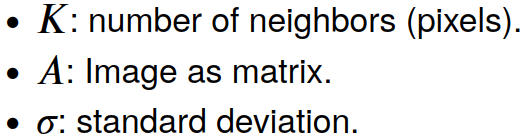 • K: number of neighbors (pixels).
• A: Image as matrix.
• σ: standard deviation.